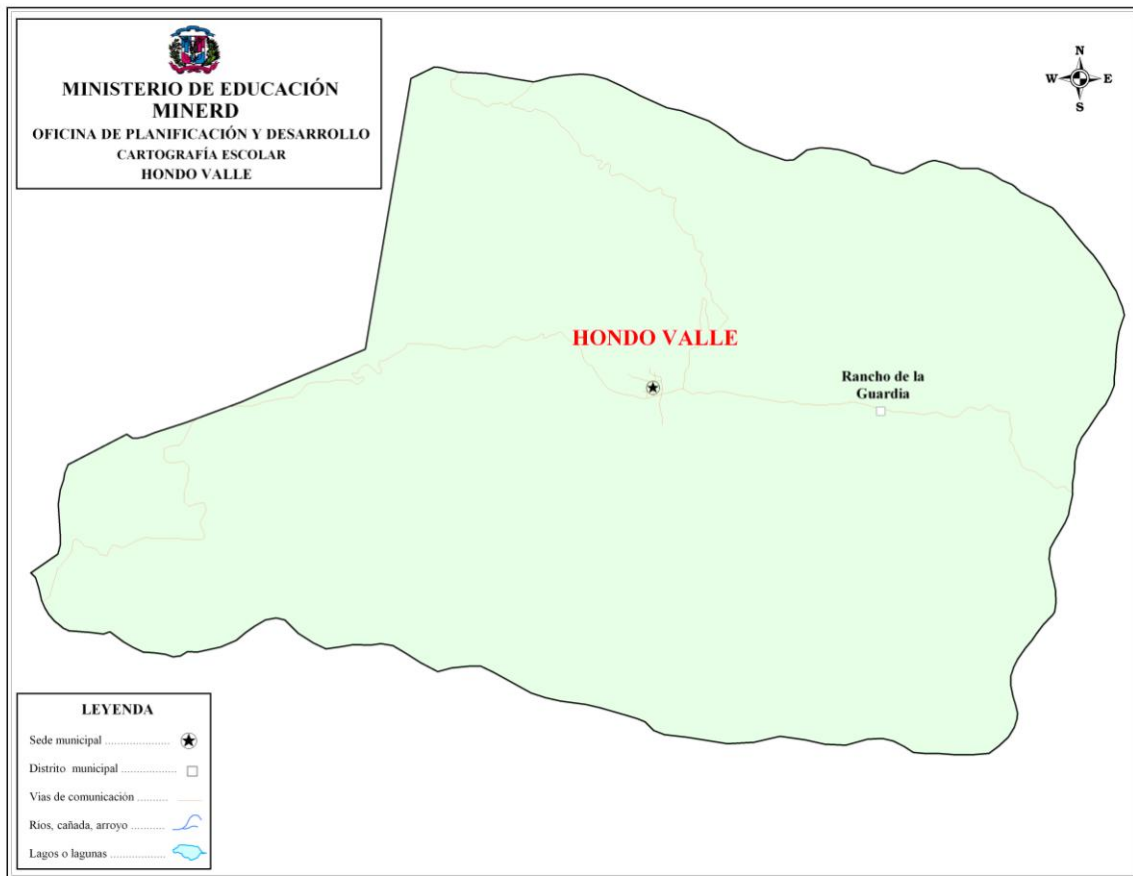 MINISTERIO DE EDUCACIÓN
MINERD
OFICINA DE PLANIFICACIÓN Y DESARROLLO
CARTOGRAFÍA ESCOLAR
HONDO VALLE
N
W E
S
HONDO VALLE
Rancho de la
Guardia
LEYENDA
Sede municipal .....................
Distrito municipal ..................
Vias de comunicación ..........
Rios, cañada, arroyo ...........
Lagos o lagunas ..................